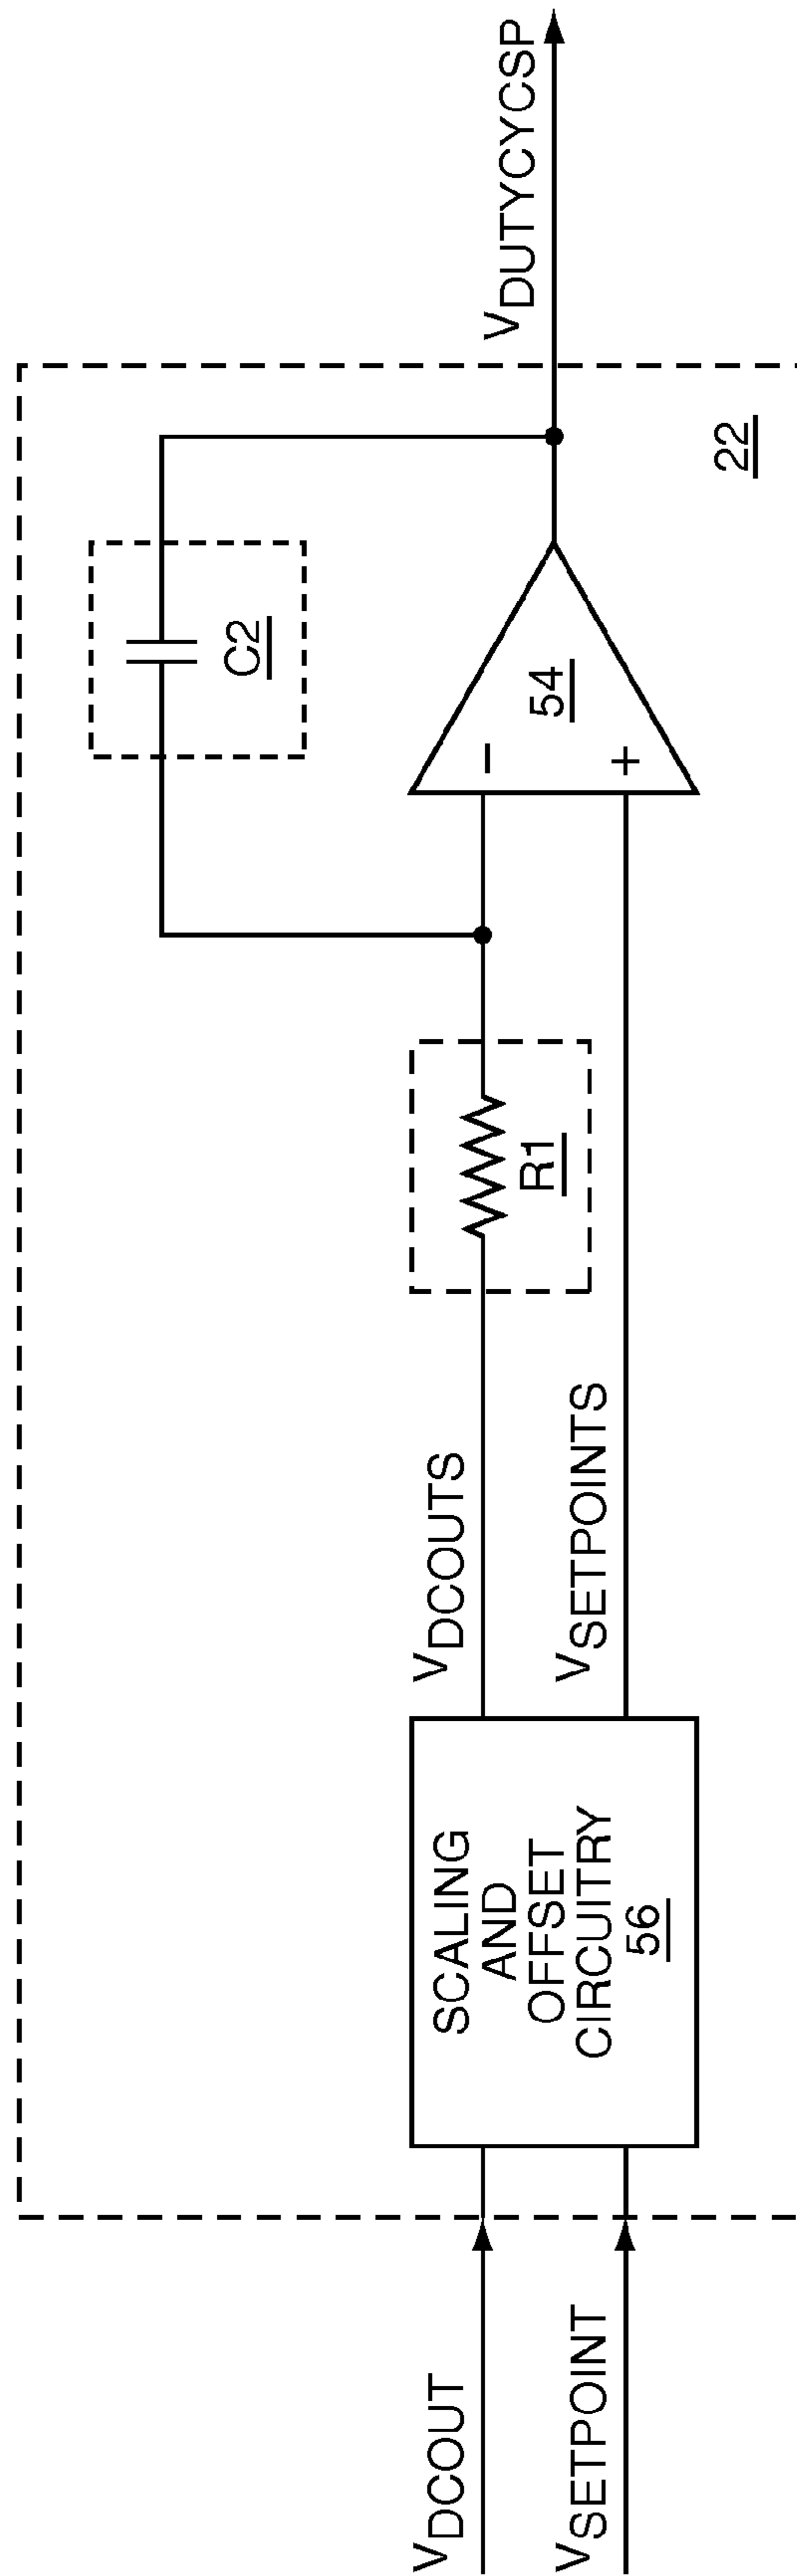 VDCOUT
VSETPOINT
SCALING
AND
OFFSET
CIRCUITRY
56
VDCOUTS
VSETPOINTS
R1
C2
−
+
54
22
VDUTYCYCSP